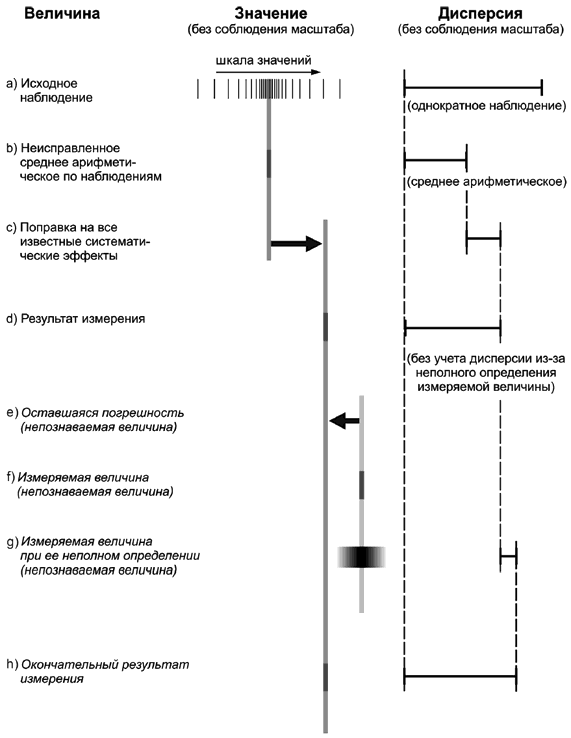 Величина
Значение
(без соблюдения масштаба)
Дисперсия
(без соблюдения масштаба)
шкала значений
a) Исходное
наблюдение
(однократное наблюдение)
b) Неисправленное
среднее арифмети-
ческое по наблюдениям
(среднее арифметическое)
c) Поправка на все
известные системати-
ческие эффекты
d) Результат измерения
(без учета дисперсии из-за
неполного определения
измеряемой величины)
e) Оставшаяся погрешность
(непознаваемая величина)
f) Измеряемая величина
(непознаваемая величина)
g) Измеряемая величина
при ее неполном определении
(непознаваемая величина)
h) Окончательный результат
измерения